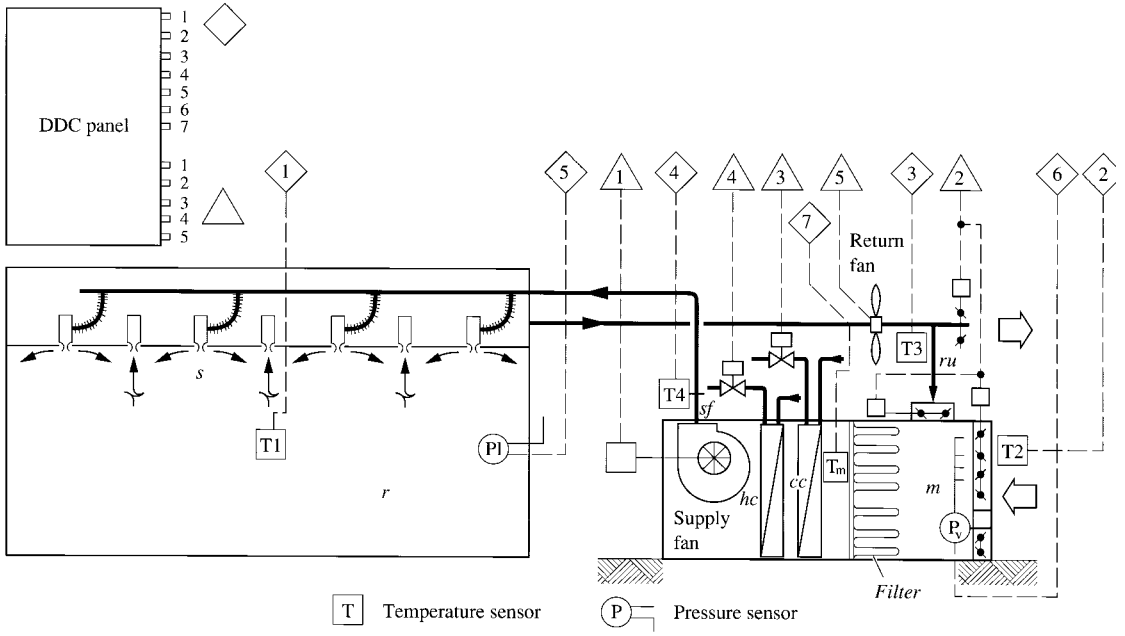 1
2
3
4
5
6
7
DDC panel
1
2
3
4
5
1
5
1
4
4
3
5
3
2
6
2
7
Return
fan
s
T1
P1
r
T4
sf
T3
ru
T2
hc
cc
Tm
m
Pv
Supply
fan
Filter
T Temperature sensor
P Pressure sensor